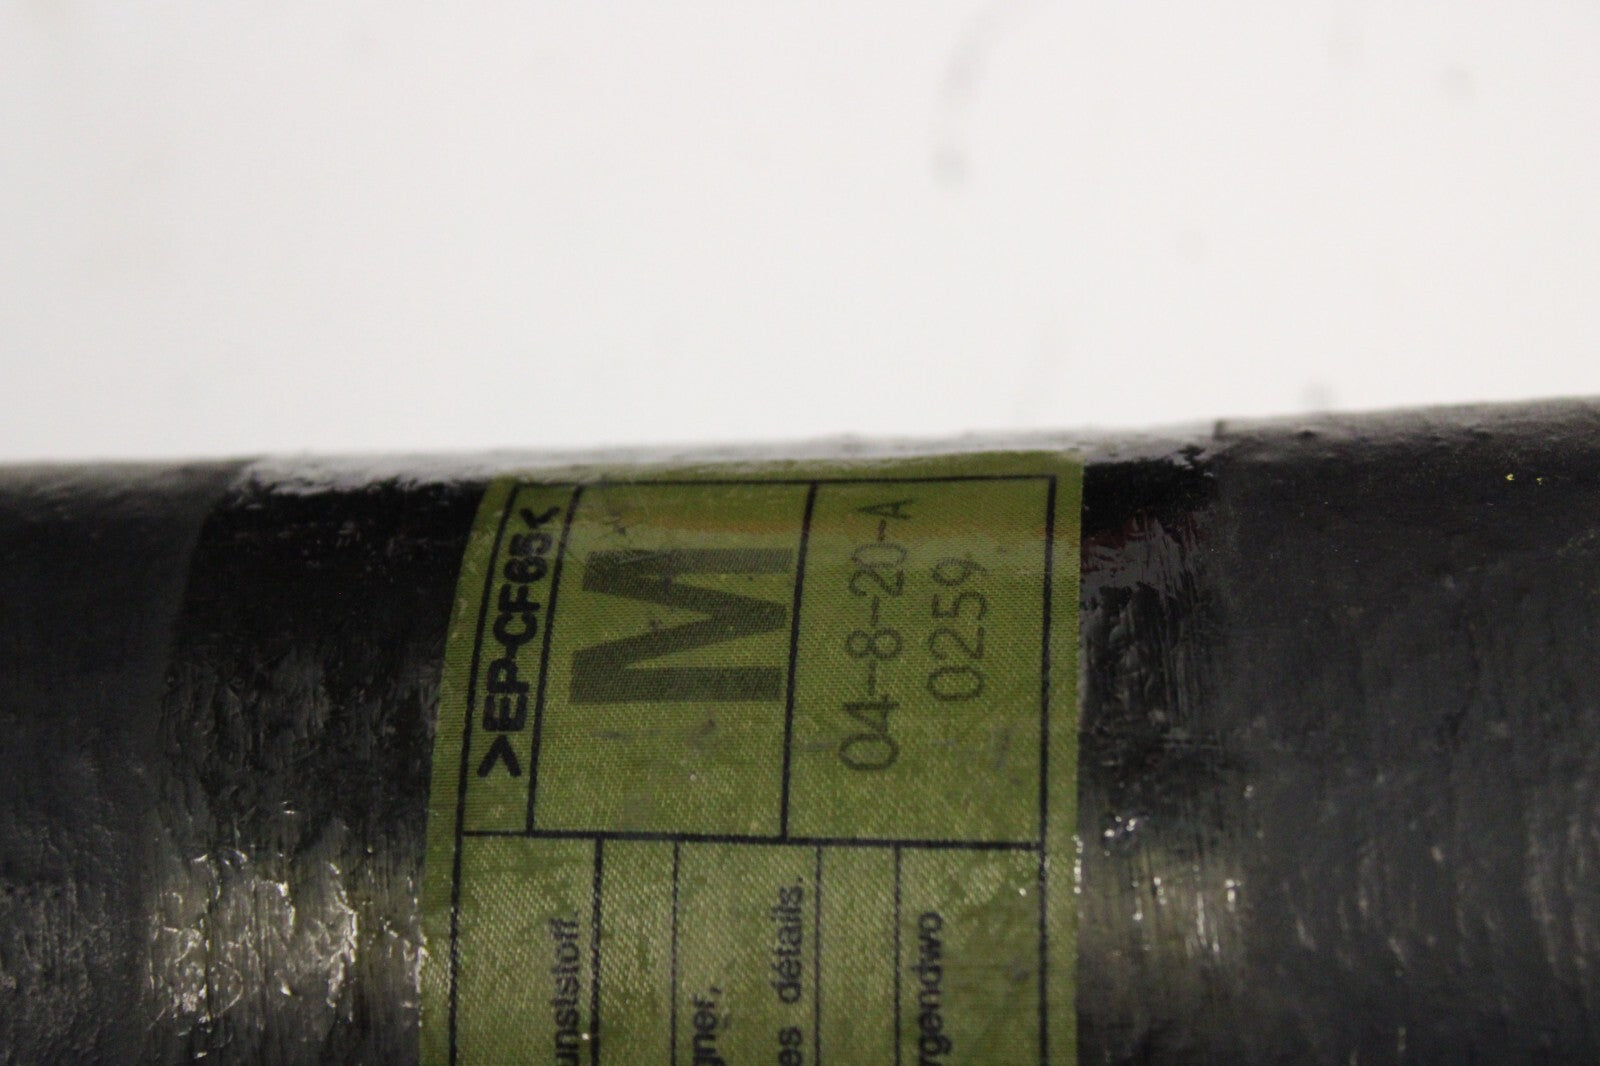 >EP-CF65<
M
04-8-20-A
0259
unststoff.
gner,
es détails.
rgendwo